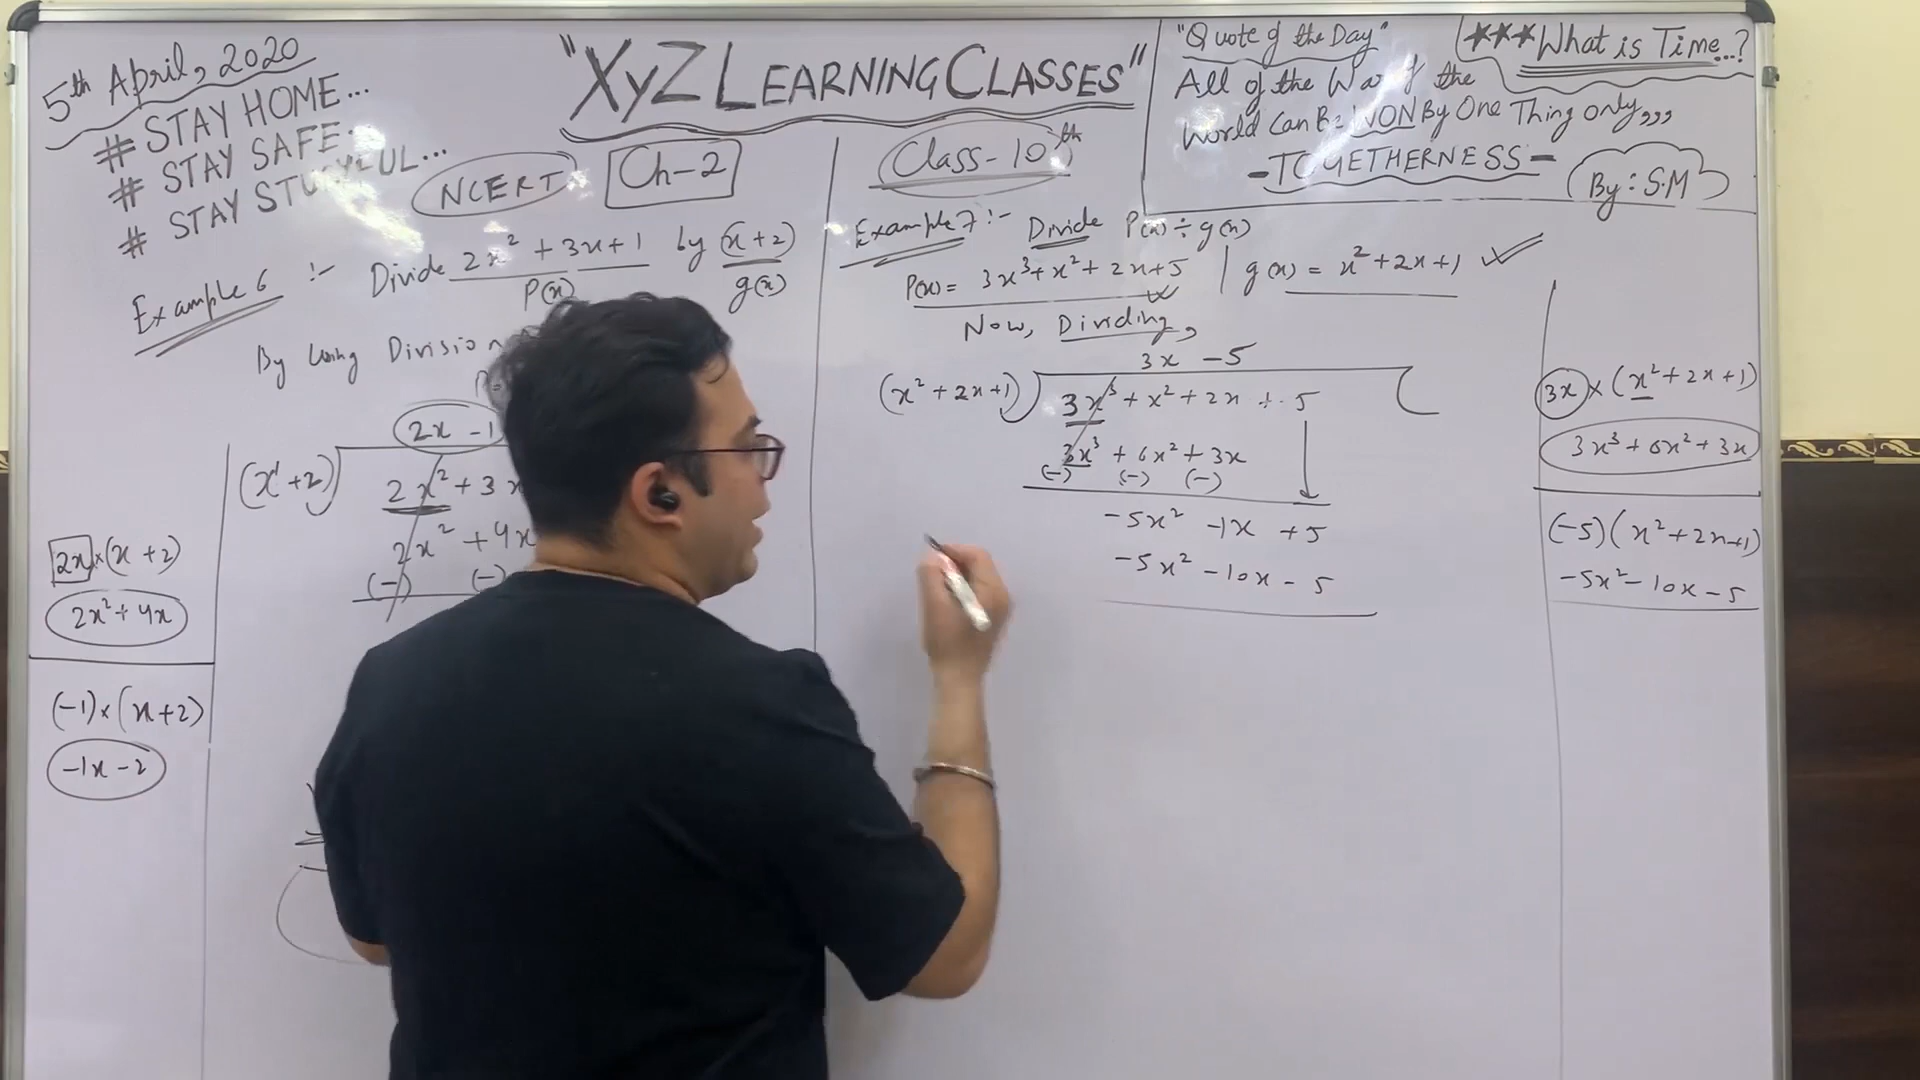 5th April, 2020
# STAY HOME...
# STAY SAFE.
# STAY
"XyZ LEARNING CLASSES"
NCERT
Ch-2
Class-10th
"Quote of the Day"
All of the War of the
World Can Be WON By One Thing only,,,
-TOGETHERNESS-
***What is Time...?
By: S.M
Example 6 :- Divide 2x² + 3x+1 by (x+2)
P(x) g(x)
By Using Division
2x -1
(x+2) 2x² + 3x
2x² + 4x
(-) (-)
2x×(x+2)
2x²+4x
(-1)×(x+2)
-1x-2
Example 7 :- Divide P(x) ÷ g(x)
P(x) = 3x³+x²+2x+5 | g(x) = x²+2x+1
Now, Dividing,
3x -5
(x²+2x+1) 3x³+x²+2x+5
3x³ + 6x² + 3x
(-) (-) (-)
-5x² -1x +5
-5x² -10x -5
3x×(x²+2x+1)
3x³+6x²+3x
(-5)(x²+2x+1)
-5x²-10x-5